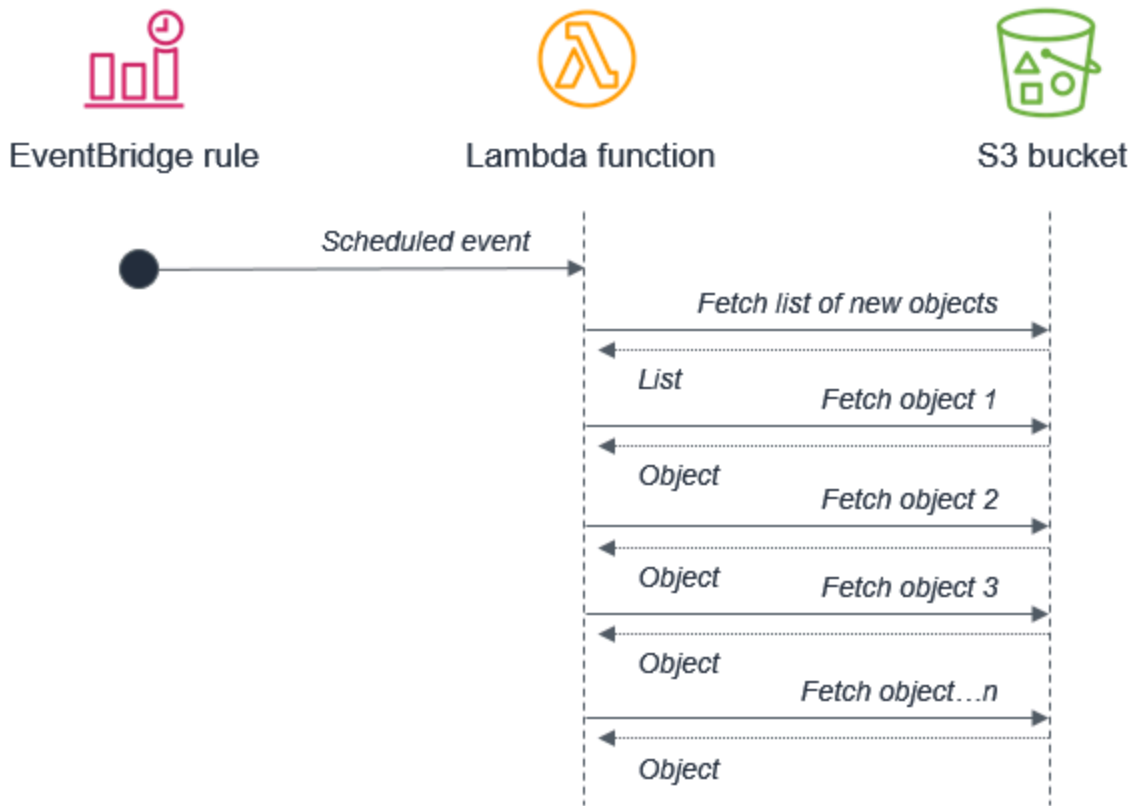 EventBridge rule
Lambda function
S3 bucket
Scheduled event
Fetch list of new objects
List
Fetch object 1
Object
Fetch object 2
Object
Fetch object 3
Object
Fetch object...n
Object